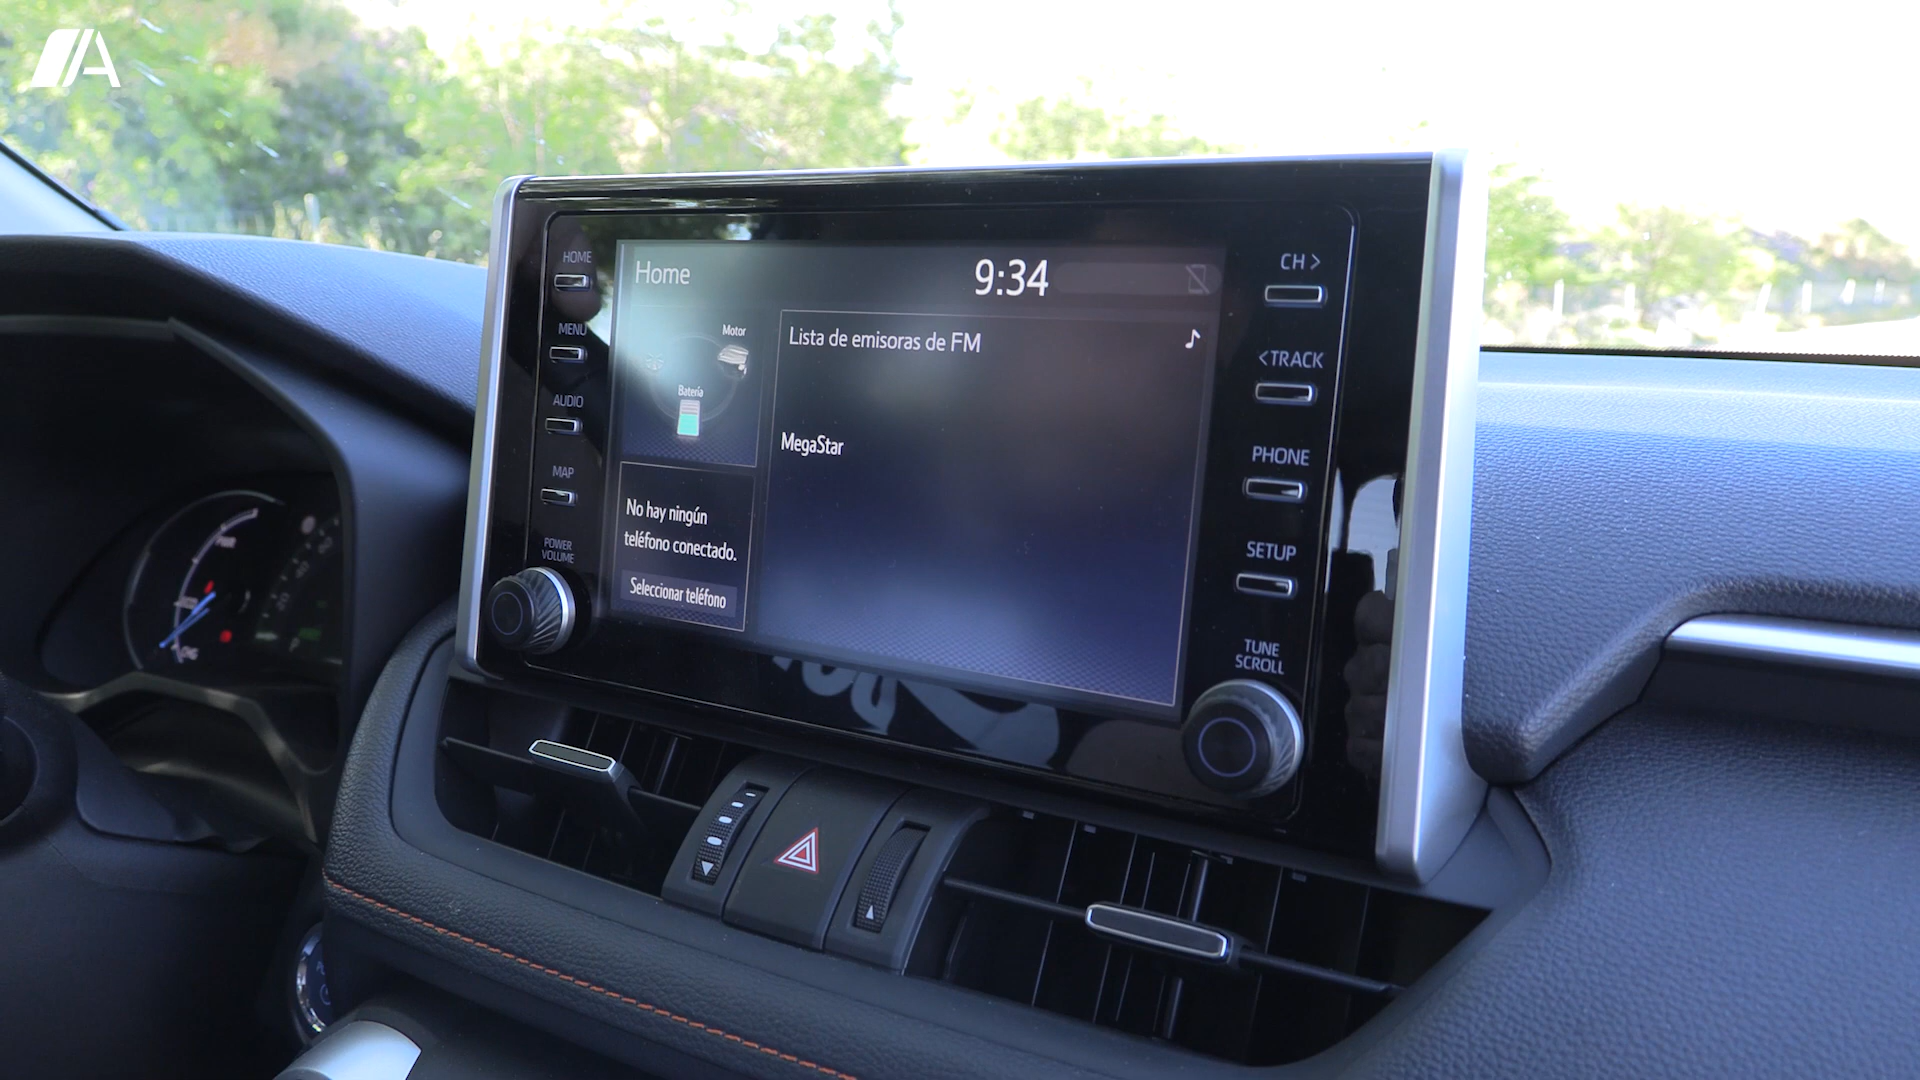 HOME
MENU
AUDIO
MAP
POWER
VOLUME
Home
9:34
Motor
Batería
Lista de emisoras de FM
MegaStar
No hay ningún
teléfono conectado.
Seleccionar teléfono
CH >
<TRACK
PHONE
SETUP
TUNE
SCROLL